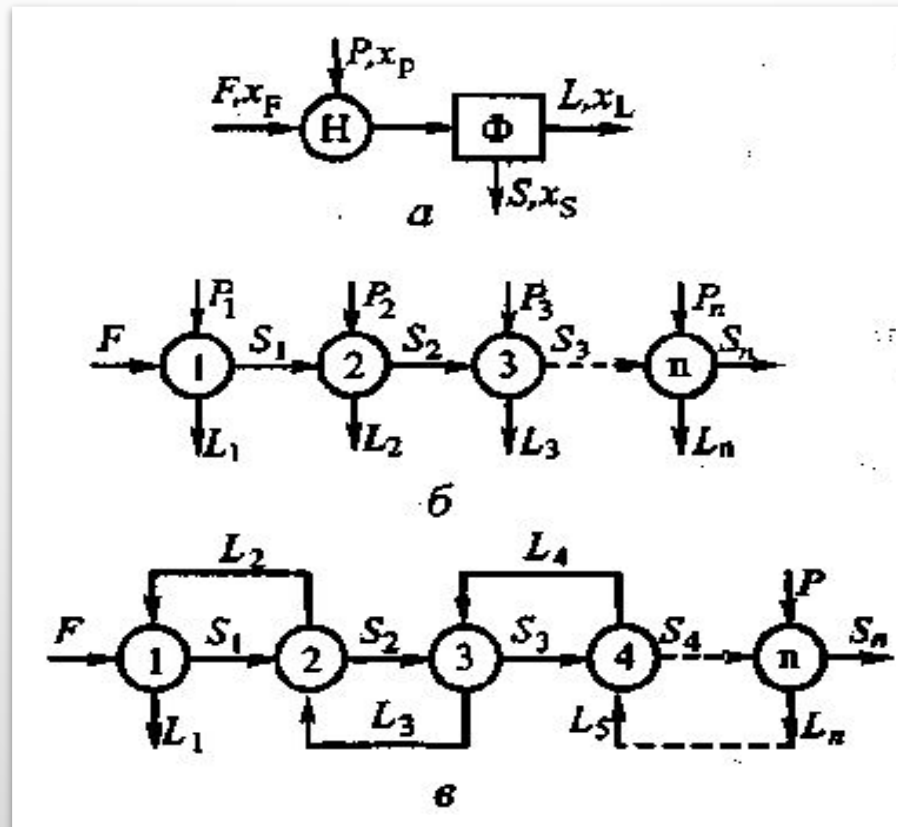 P, x_P
F, x_F H Ф L, x_L
S, x_S
а
P_1 P_2 P_3 P_n
F 1 S_1 2 S_2 3 S_3 n S_n
L_1 L_2 L_3 L_n
б
L_2 L_4 P
F 1 S_1 2 S_2 3 S_3 4 S_4 n S_n
L_1 L_3 L_5 L_n
в